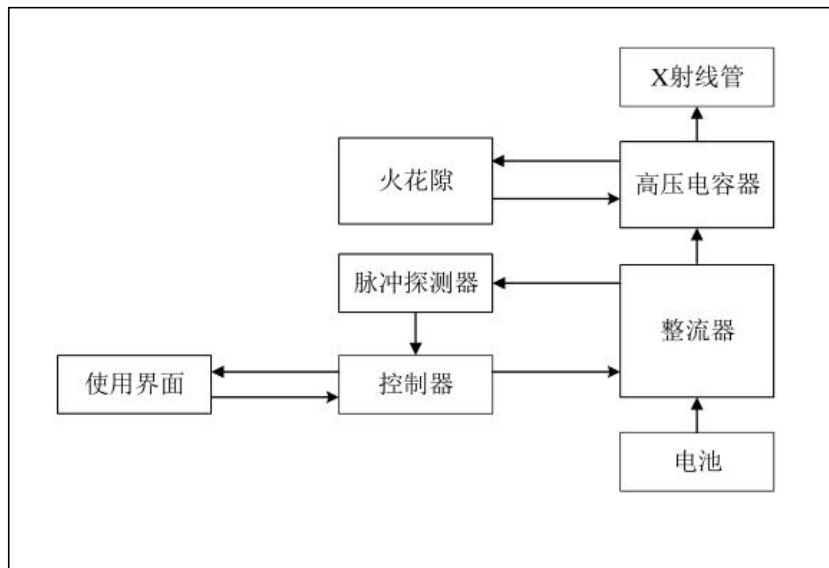 X射线管
火花隙
高压电容器
脉冲探测器
整流器
使用界面
控制器
电池